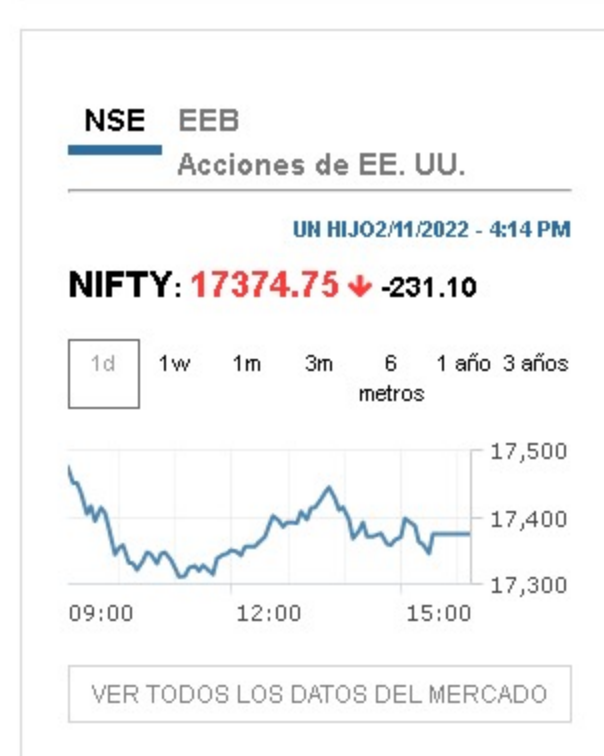 NSE EEB
Acciones de EE. UU.
UN HIJO2/11/2022 - 4:14 PM
NIFTY: 17374.75 ↓ -231.10
1d 1w 1m 3m 6 1 año 3 años
metros
17,500
17,400
17,300
09:00 12:00 15:00
VER TODOS LOS DATOS DEL MERCADO